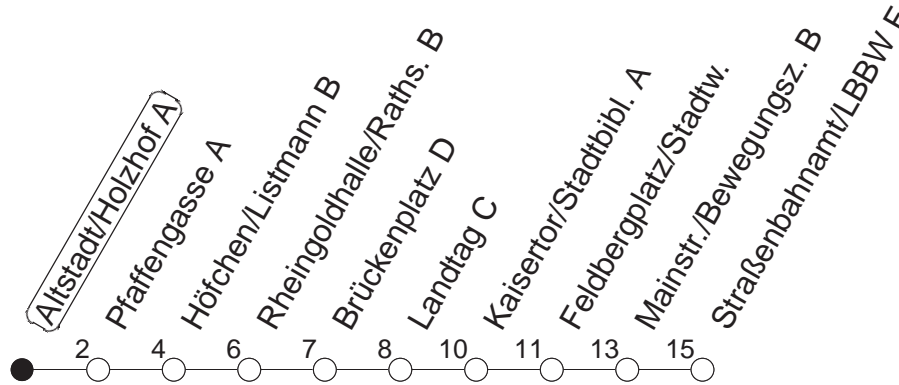 Altstadt/Holzhof A
Pfaffengasse A
Höfchen/Listmann B
Rheingoldhalle/Raths. B
Brückenplatz D
Landtag C
Kaisertor/Stadtbibl. A
Feldbergplatz/Stadtw.
Mainstr./Bewegungsz. B
Straßenbahnamt/LBBW
2 4 6 7 8 10 11 13 15